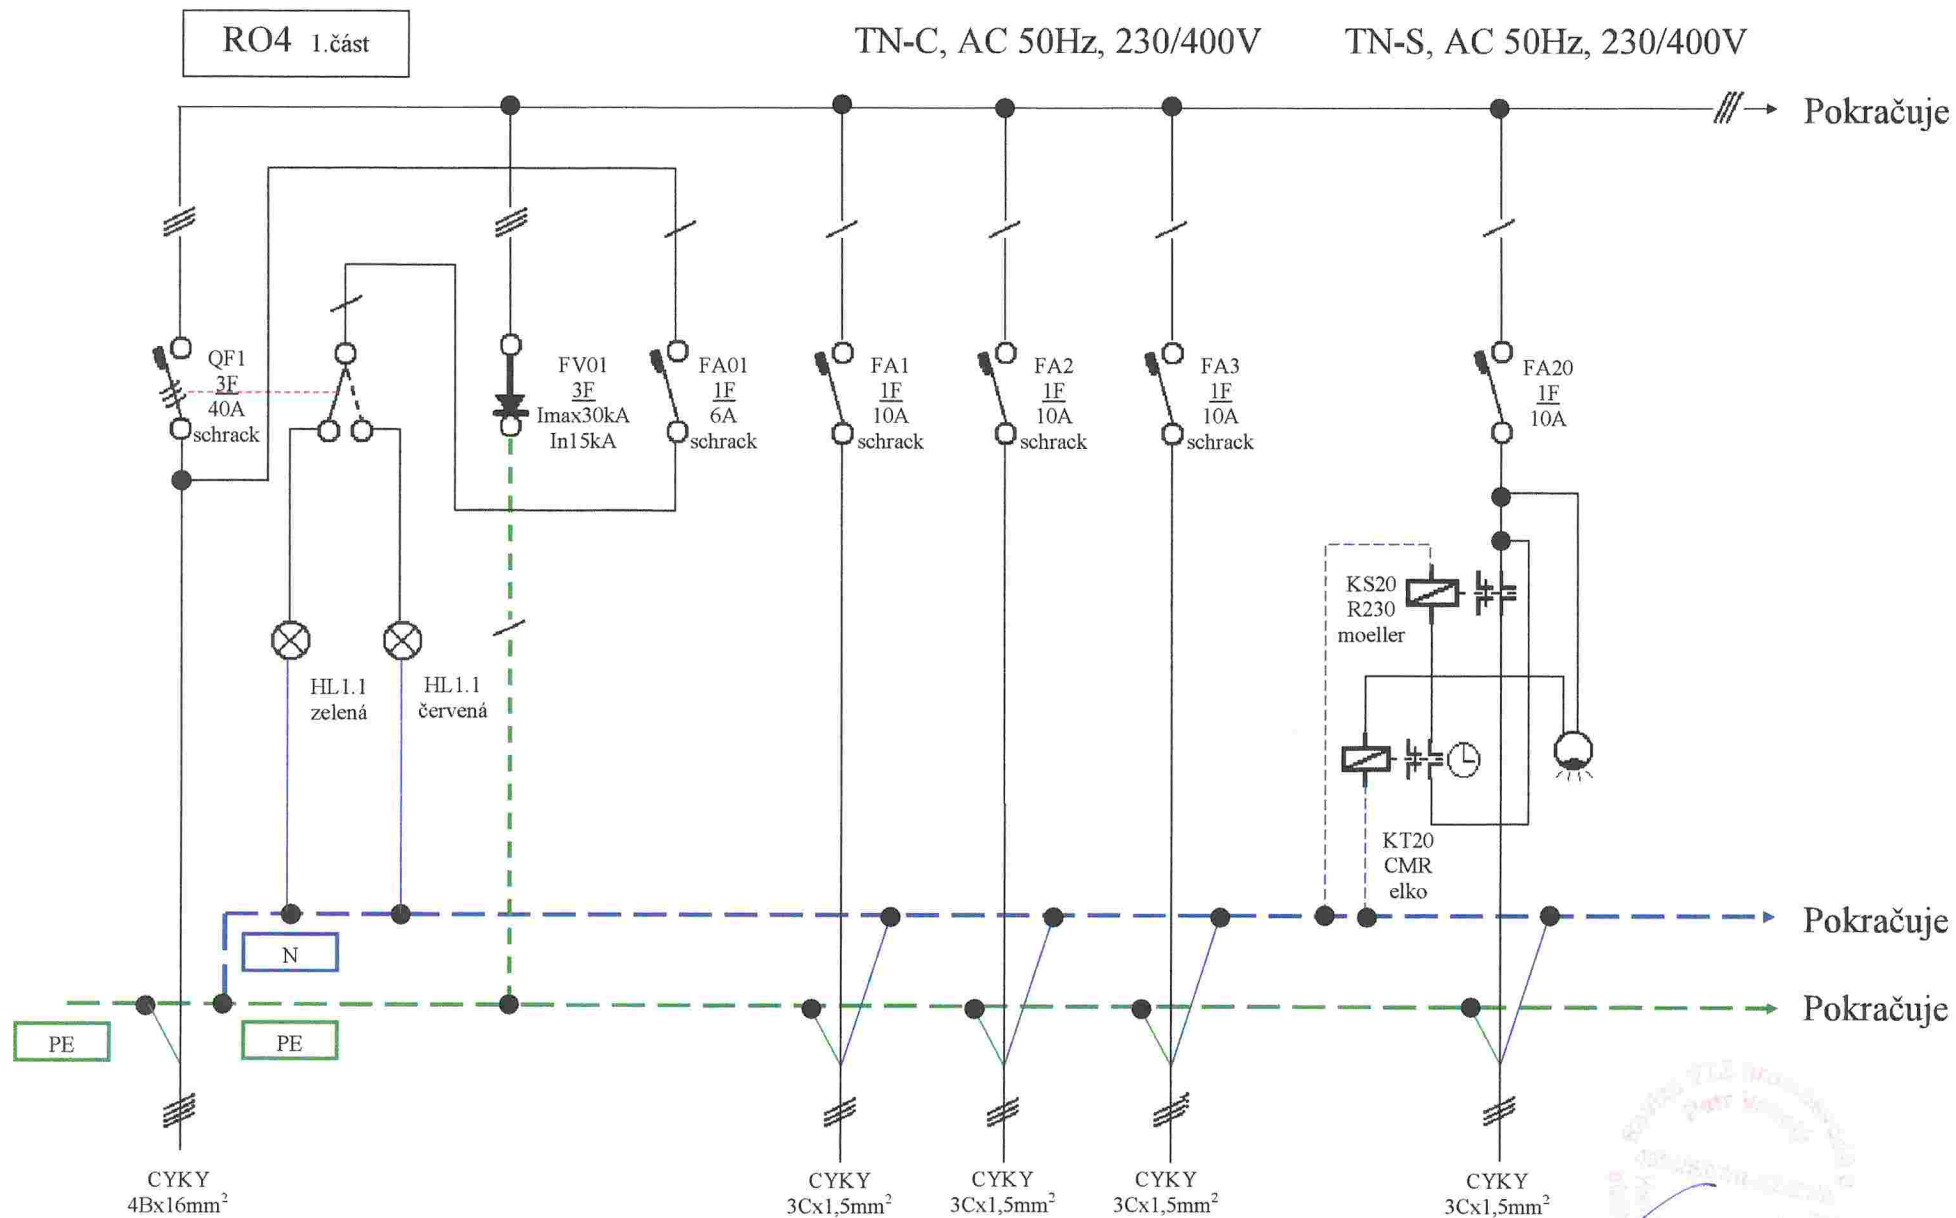 RO4 1.část
TN-C, AC 50Hz, 230/400V
TN-S, AC 50Hz, 230/400V
Pokračuje
QF1
3F
40A
schrack
FV01
3F
Imax30kA
In15kA
FA01
1F
6A
schrack
FA1
1F
10A
schrack
FA2
1F
10A
schrack
FA3
1F
10A
schrack
FA20
1F
10A
KS20
R230
moeller
HL1.1
zelená
HL1.1
červená
KT20
CMR
elko
N
Pokračuje
PE
PE
Pokračuje
CYKY
4Bx16mm²
CYKY
3Cx1,5mm²
CYKY
3Cx1,5mm²
CYKY
3Cx1,5mm²
CYKY
3Cx1,5mm²
Petr